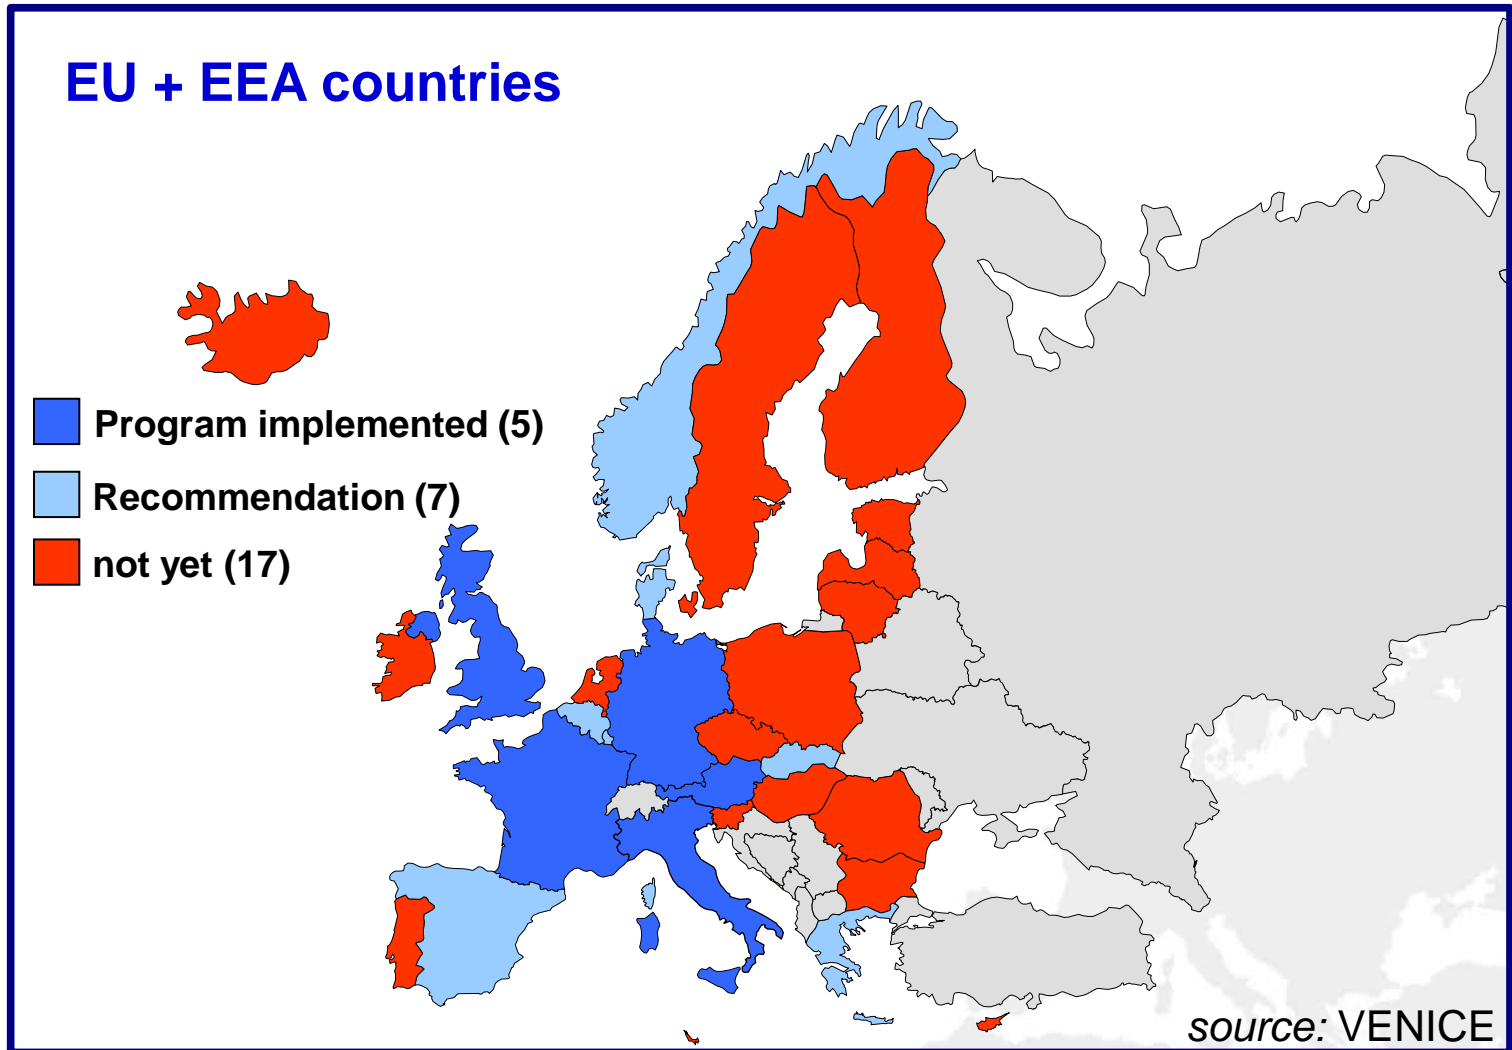 EU + EEA countries
Program implemented (5)
Recommendation (7)
not yet (17)
source: VENICE